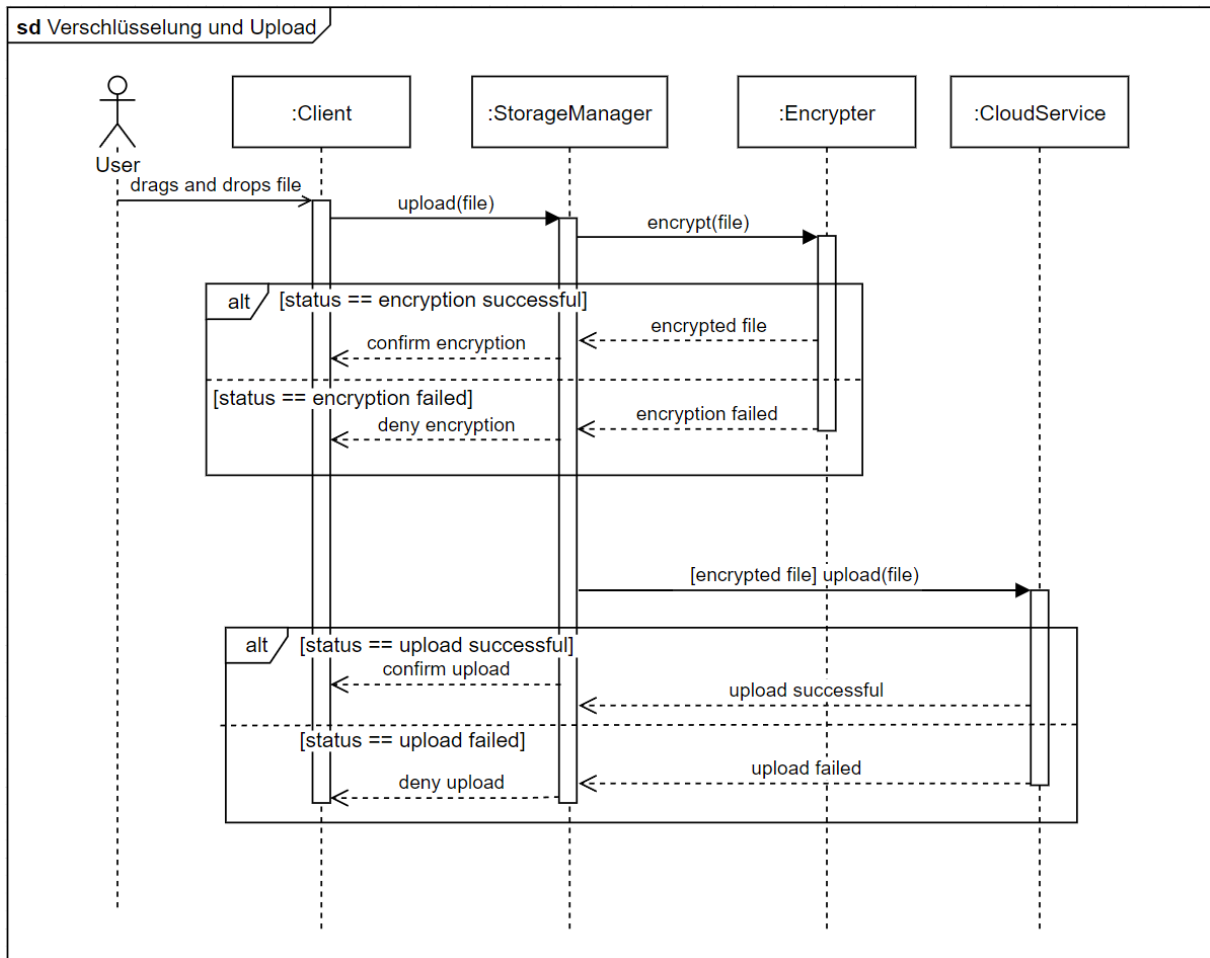 sd Verschlüsselung und Upload
User
:Client
:StorageManager
:Encrypter
:CloudService
drags and drops file
upload(file)
encrypt(file)
alt
[status == encryption successful]
encrypted file
confirm encryption
[status == encryption failed]
encryption failed
deny encryption
[encrypted file] upload(file)
alt
[status == upload successful]
confirm upload
upload successful
[status == upload failed]
upload failed
deny upload